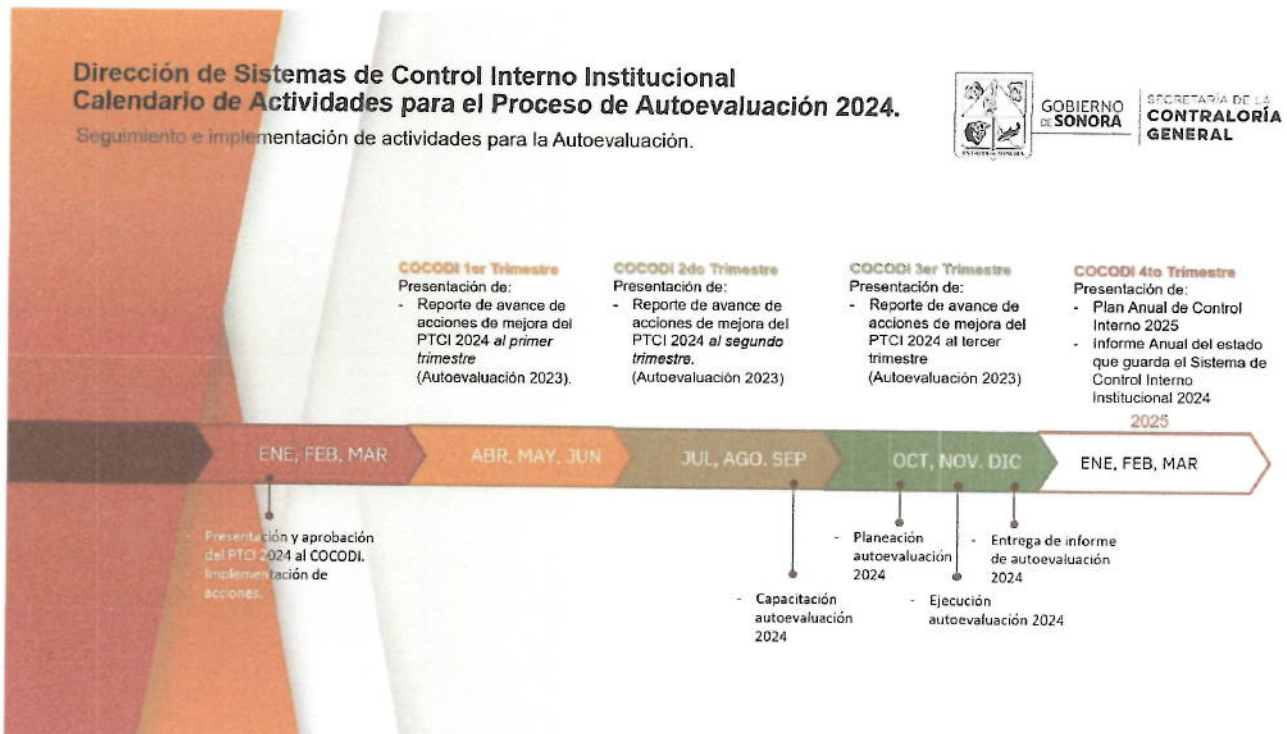 Dirección de Sistemas de Control Interno Institucional
Calendario de Actividades para el Proceso de Autoevaluación 2024.
Seguimiento e implementación de actividades para la Autoevaluación.
GOBIERNO
DE SONORA
SECRETARÍA DE LA
CONTRALORÍA
GENERAL
ESTADO DE SONORA
COCODI 1er Trimestre
Presentación de:
- Reporte de avance de
acciones de mejora del
PTCI 2024 al primer
trimestre
(Autoevaluación 2023).
COCODI 2do Trimestre
Presentación de:
- Reporte de avance de
acciones de mejora del
PTCI 2024 al segundo
trimestre.
(Autoevaluación 2023)
COCODI 3er Trimestre
Presentación de:
- Reporte de avance de
acciones de mejora del
PTCI 2024 al tercer
trimestre
(Autoevaluación 2023)
COCODI 4to Trimestre
Presentación de:
- Plan Anual de Control
Interno 2025
- Informe Anual del estado
que guarda el Sistema de
Control Interno
Institucional 2024
2025
ENE, FEB, MAR
ABR, MAY, JUN
JUL, AGO. SEP
OCT, NOV. DIC
ENE, FEB, MAR
- Presentación y aprobación
del PTCI 2024 al COCODI.
- Implementación de
acciones.
- Capacitación
autoevaluación
2024
- Planeación
autoevaluación
2024
- Ejecución
autoevaluación 2024
- Entrega de informe
de autoevaluación
2024